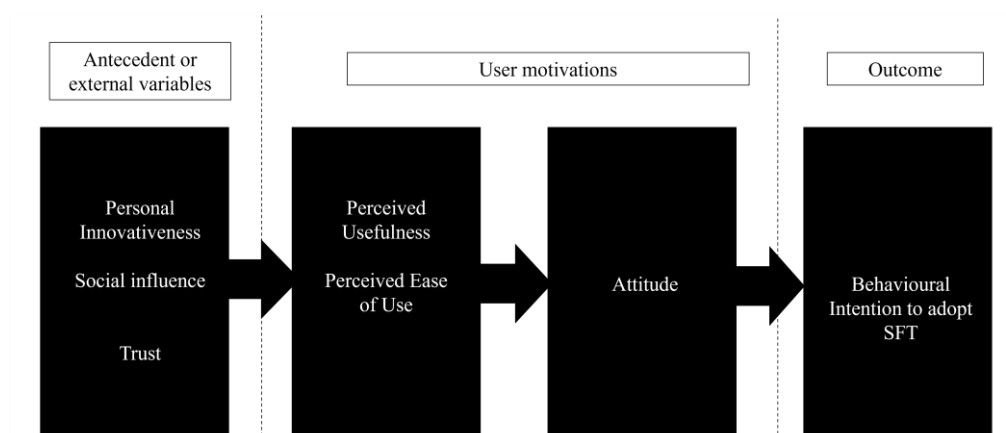 Antecedent or
external variables
User motivations
Outcome
Personal
Innovativeness
Social influence
Trust
Perceived
Usefulness
Perceived Ease
of Use
Attitude
Behavioural
Intention to adopt
SFT